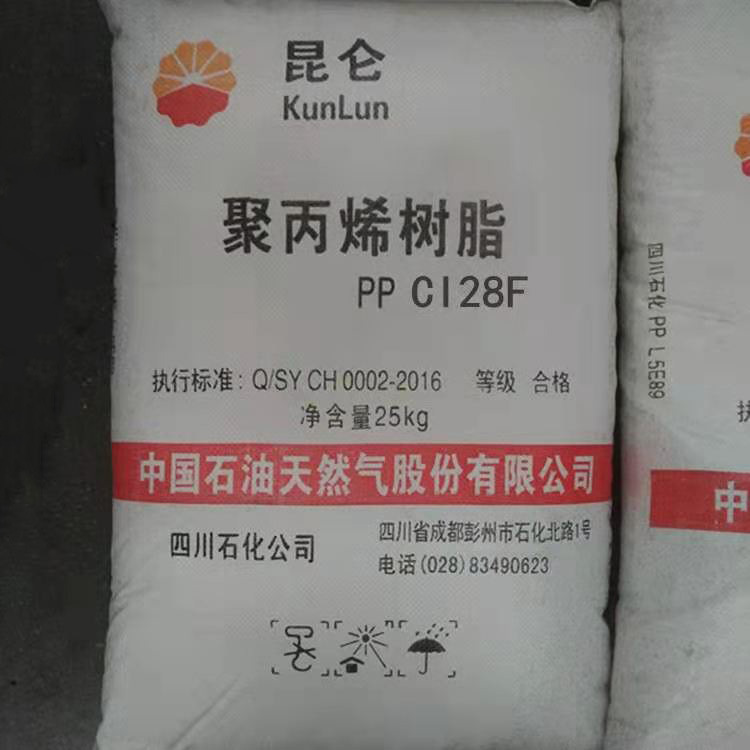 昆仑
KunLun
聚丙烯树脂
PP CI28F
执行标准: Q/SY CH 0002-2016 等级 合格
净含量25kg
中国石油天然气股份有限公司
四川石化公司
四川省成都彭州市石化北路1号
电话(028)83490623
四川石化 PP L5E89
执
中